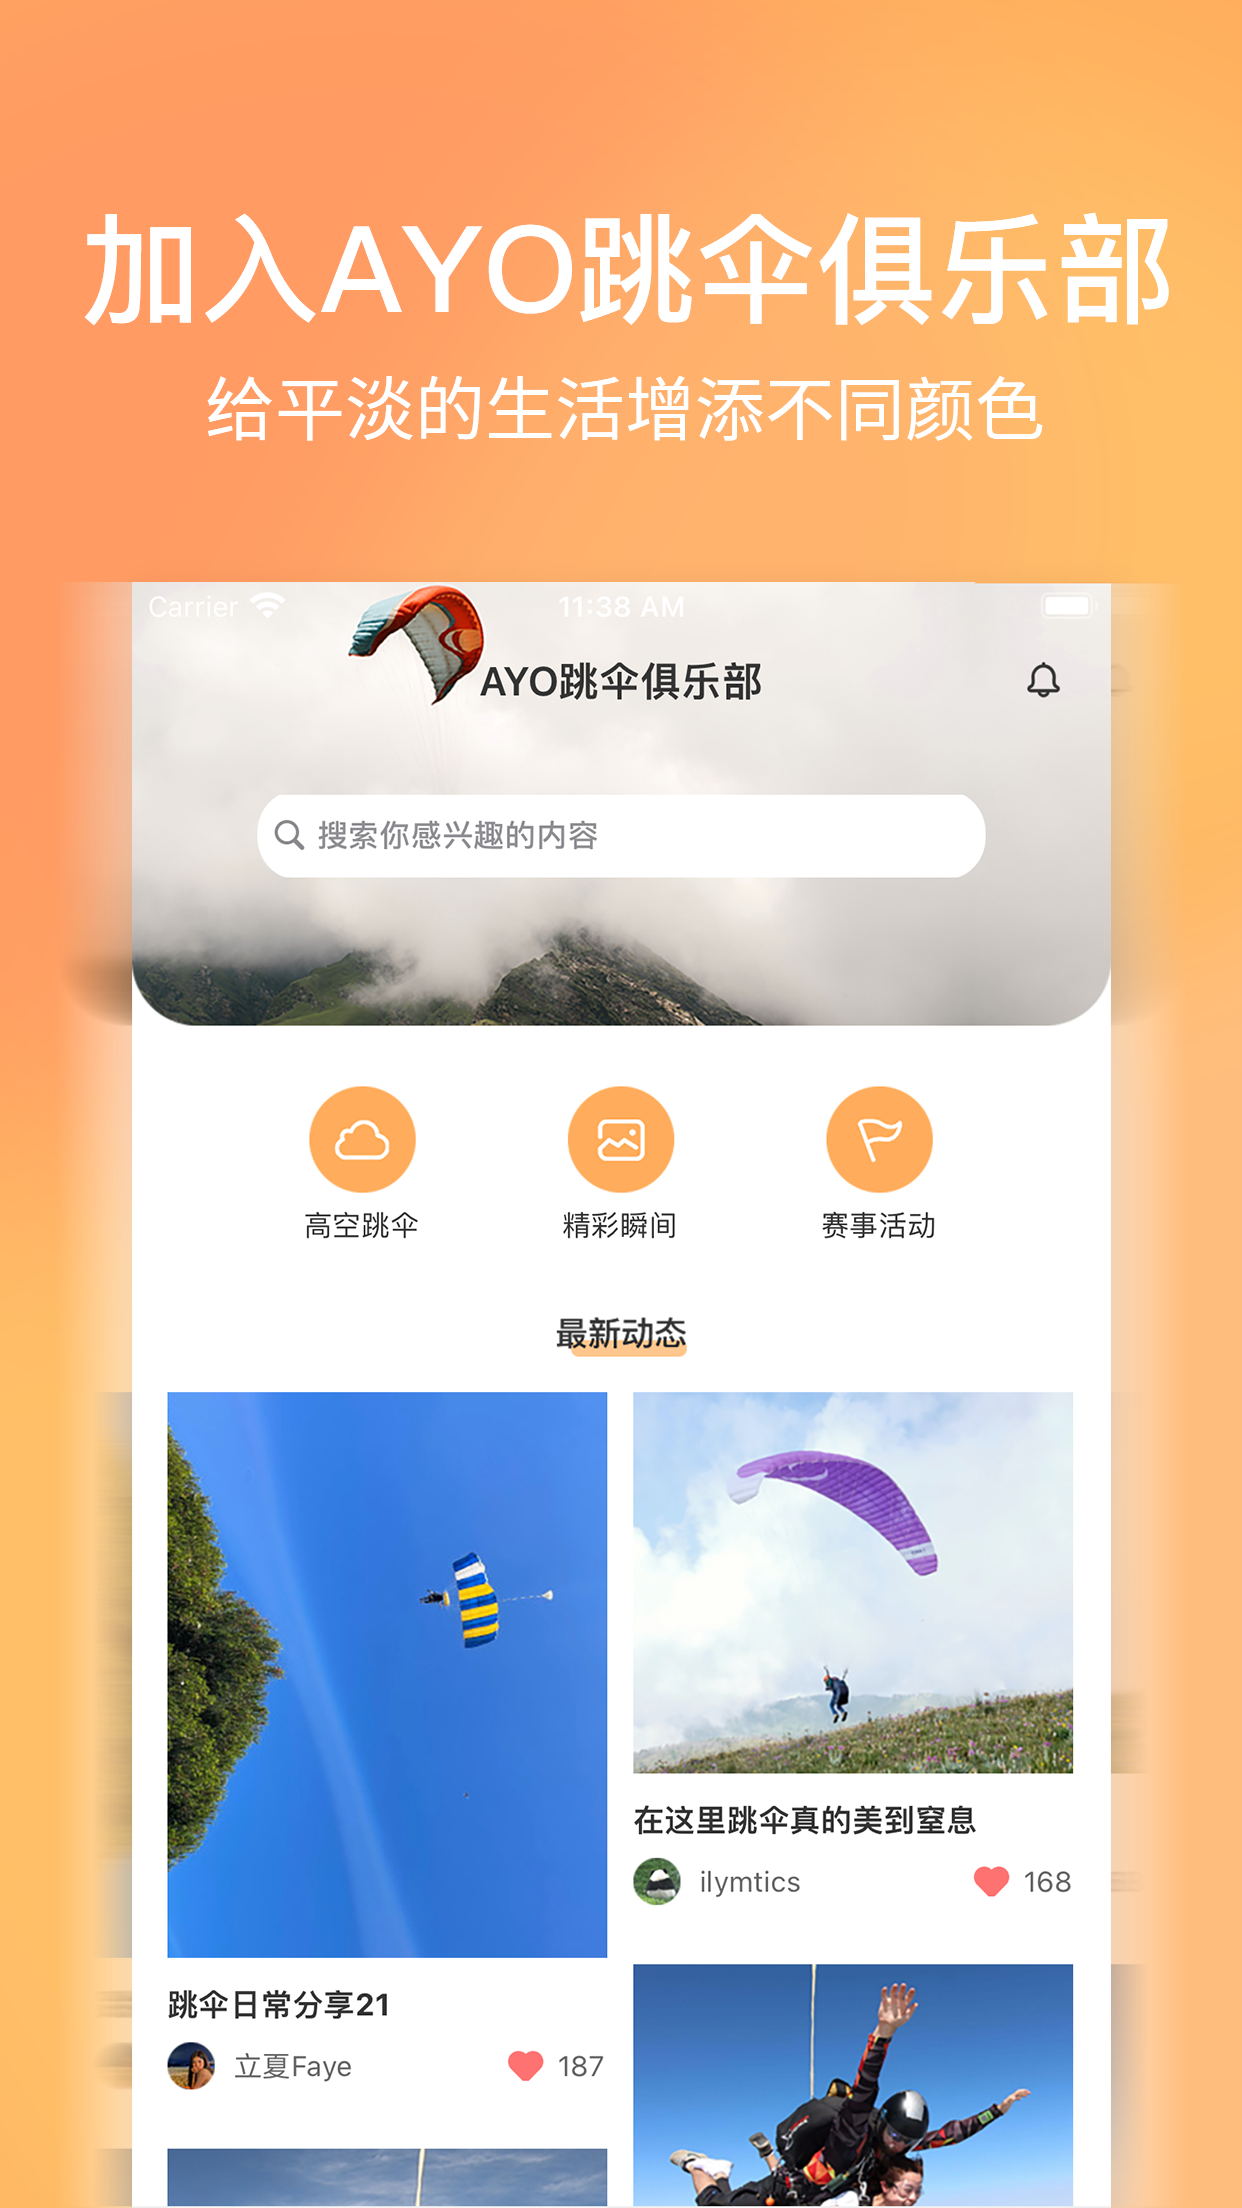 加入AYO跳伞俱乐部
给平淡的生活增添不同颜色
Carrier 11:38 AM
AYO跳伞俱乐部
搜索你感兴趣的内容
高空跳伞 精彩瞬间 赛事活动
最新动态
在这里跳伞真的美到窒息
ilymtics 168
跳伞日常分享21
立夏Faye 187